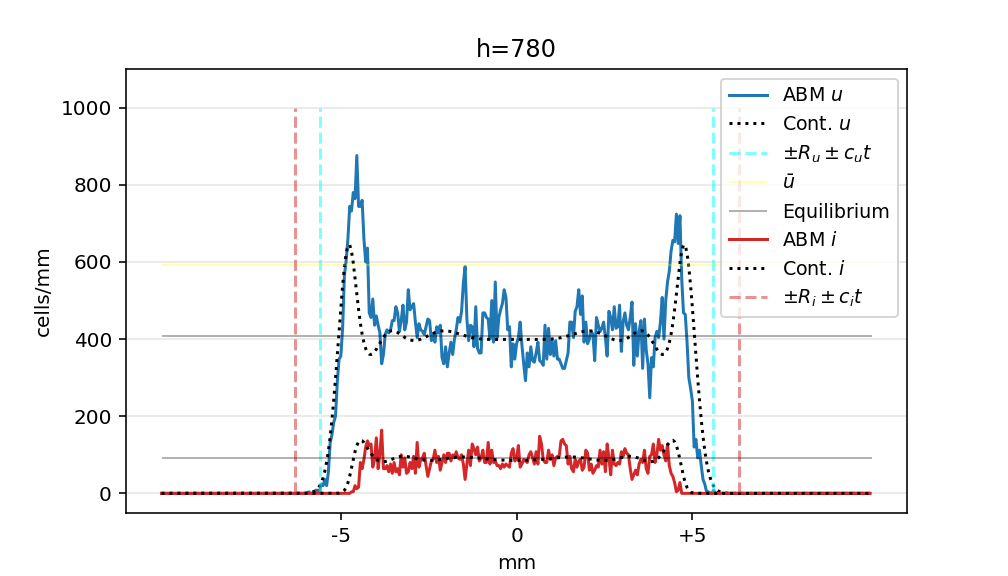 h=780
1000
800
600
400
200
0
cells/mm
-5
0
+5
mm
ABM u
Cont. u
±R_u ± c_u t
ū
Equilibrium
ABM i
Cont. i
±R_i ± c_i t